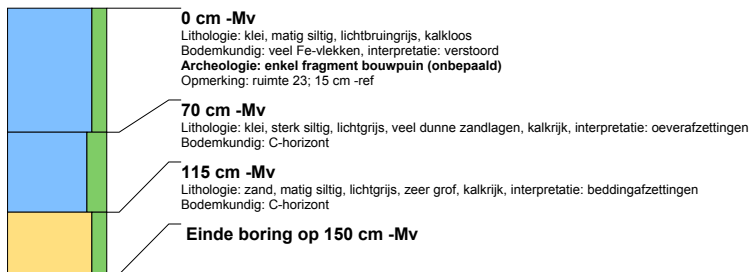 0 cm -Mv
Lithologie: klei, matig siltig, lichtbruingrijs, kalkloos
Bodemkundig: veel Fe-vlekken, interpretatie: verstoord
Archeologie: enkel fragment bouwpuin (onbepaald)
Opmerking: ruimte 23; 15 cm -ref
70 cm -Mv
Lithologie: klei, sterk siltig, lichtgrijs, veel dunne zandlagen, kalkrijk, interpretatie: oeverafzettingen
Bodemkundig: C-horizont
115 cm -Mv
Lithologie: zand, matig siltig, lichtgrijs, zeer grof, kalkrijk, interpretatie: beddingafzettingen
Bodemkundig: C-horizont
Einde boring op 150 cm -Mv